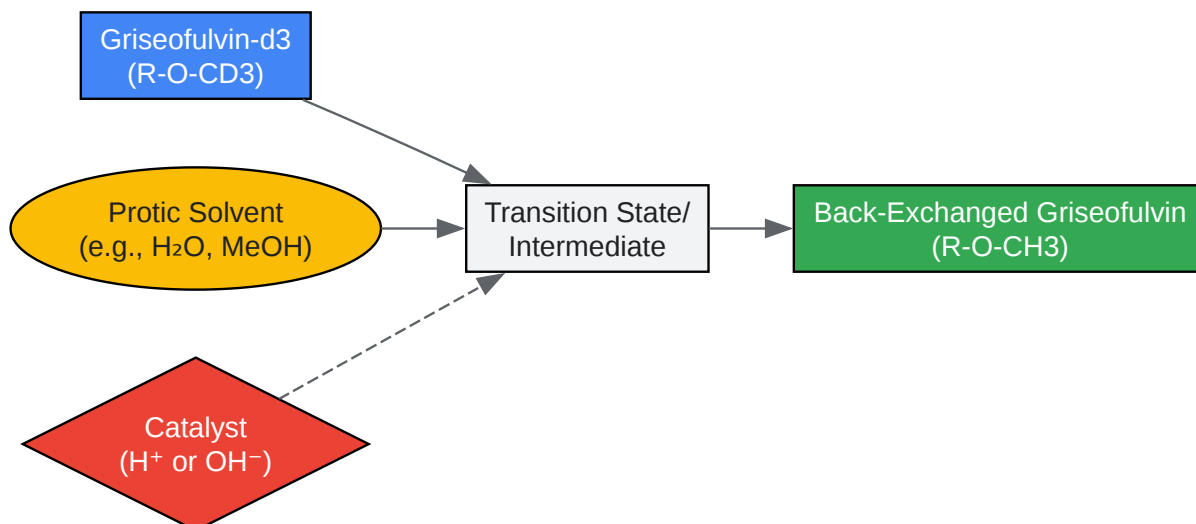 Griseofulvin-d3
(R-O-CD3)
Protic Solvent
(e.g., H₂O, MeOH)
Transition State/
Intermediate
Back-Exchanged Griseofulvin
(R-O-CH3)
Catalyst
(H⁺ or OH⁻)